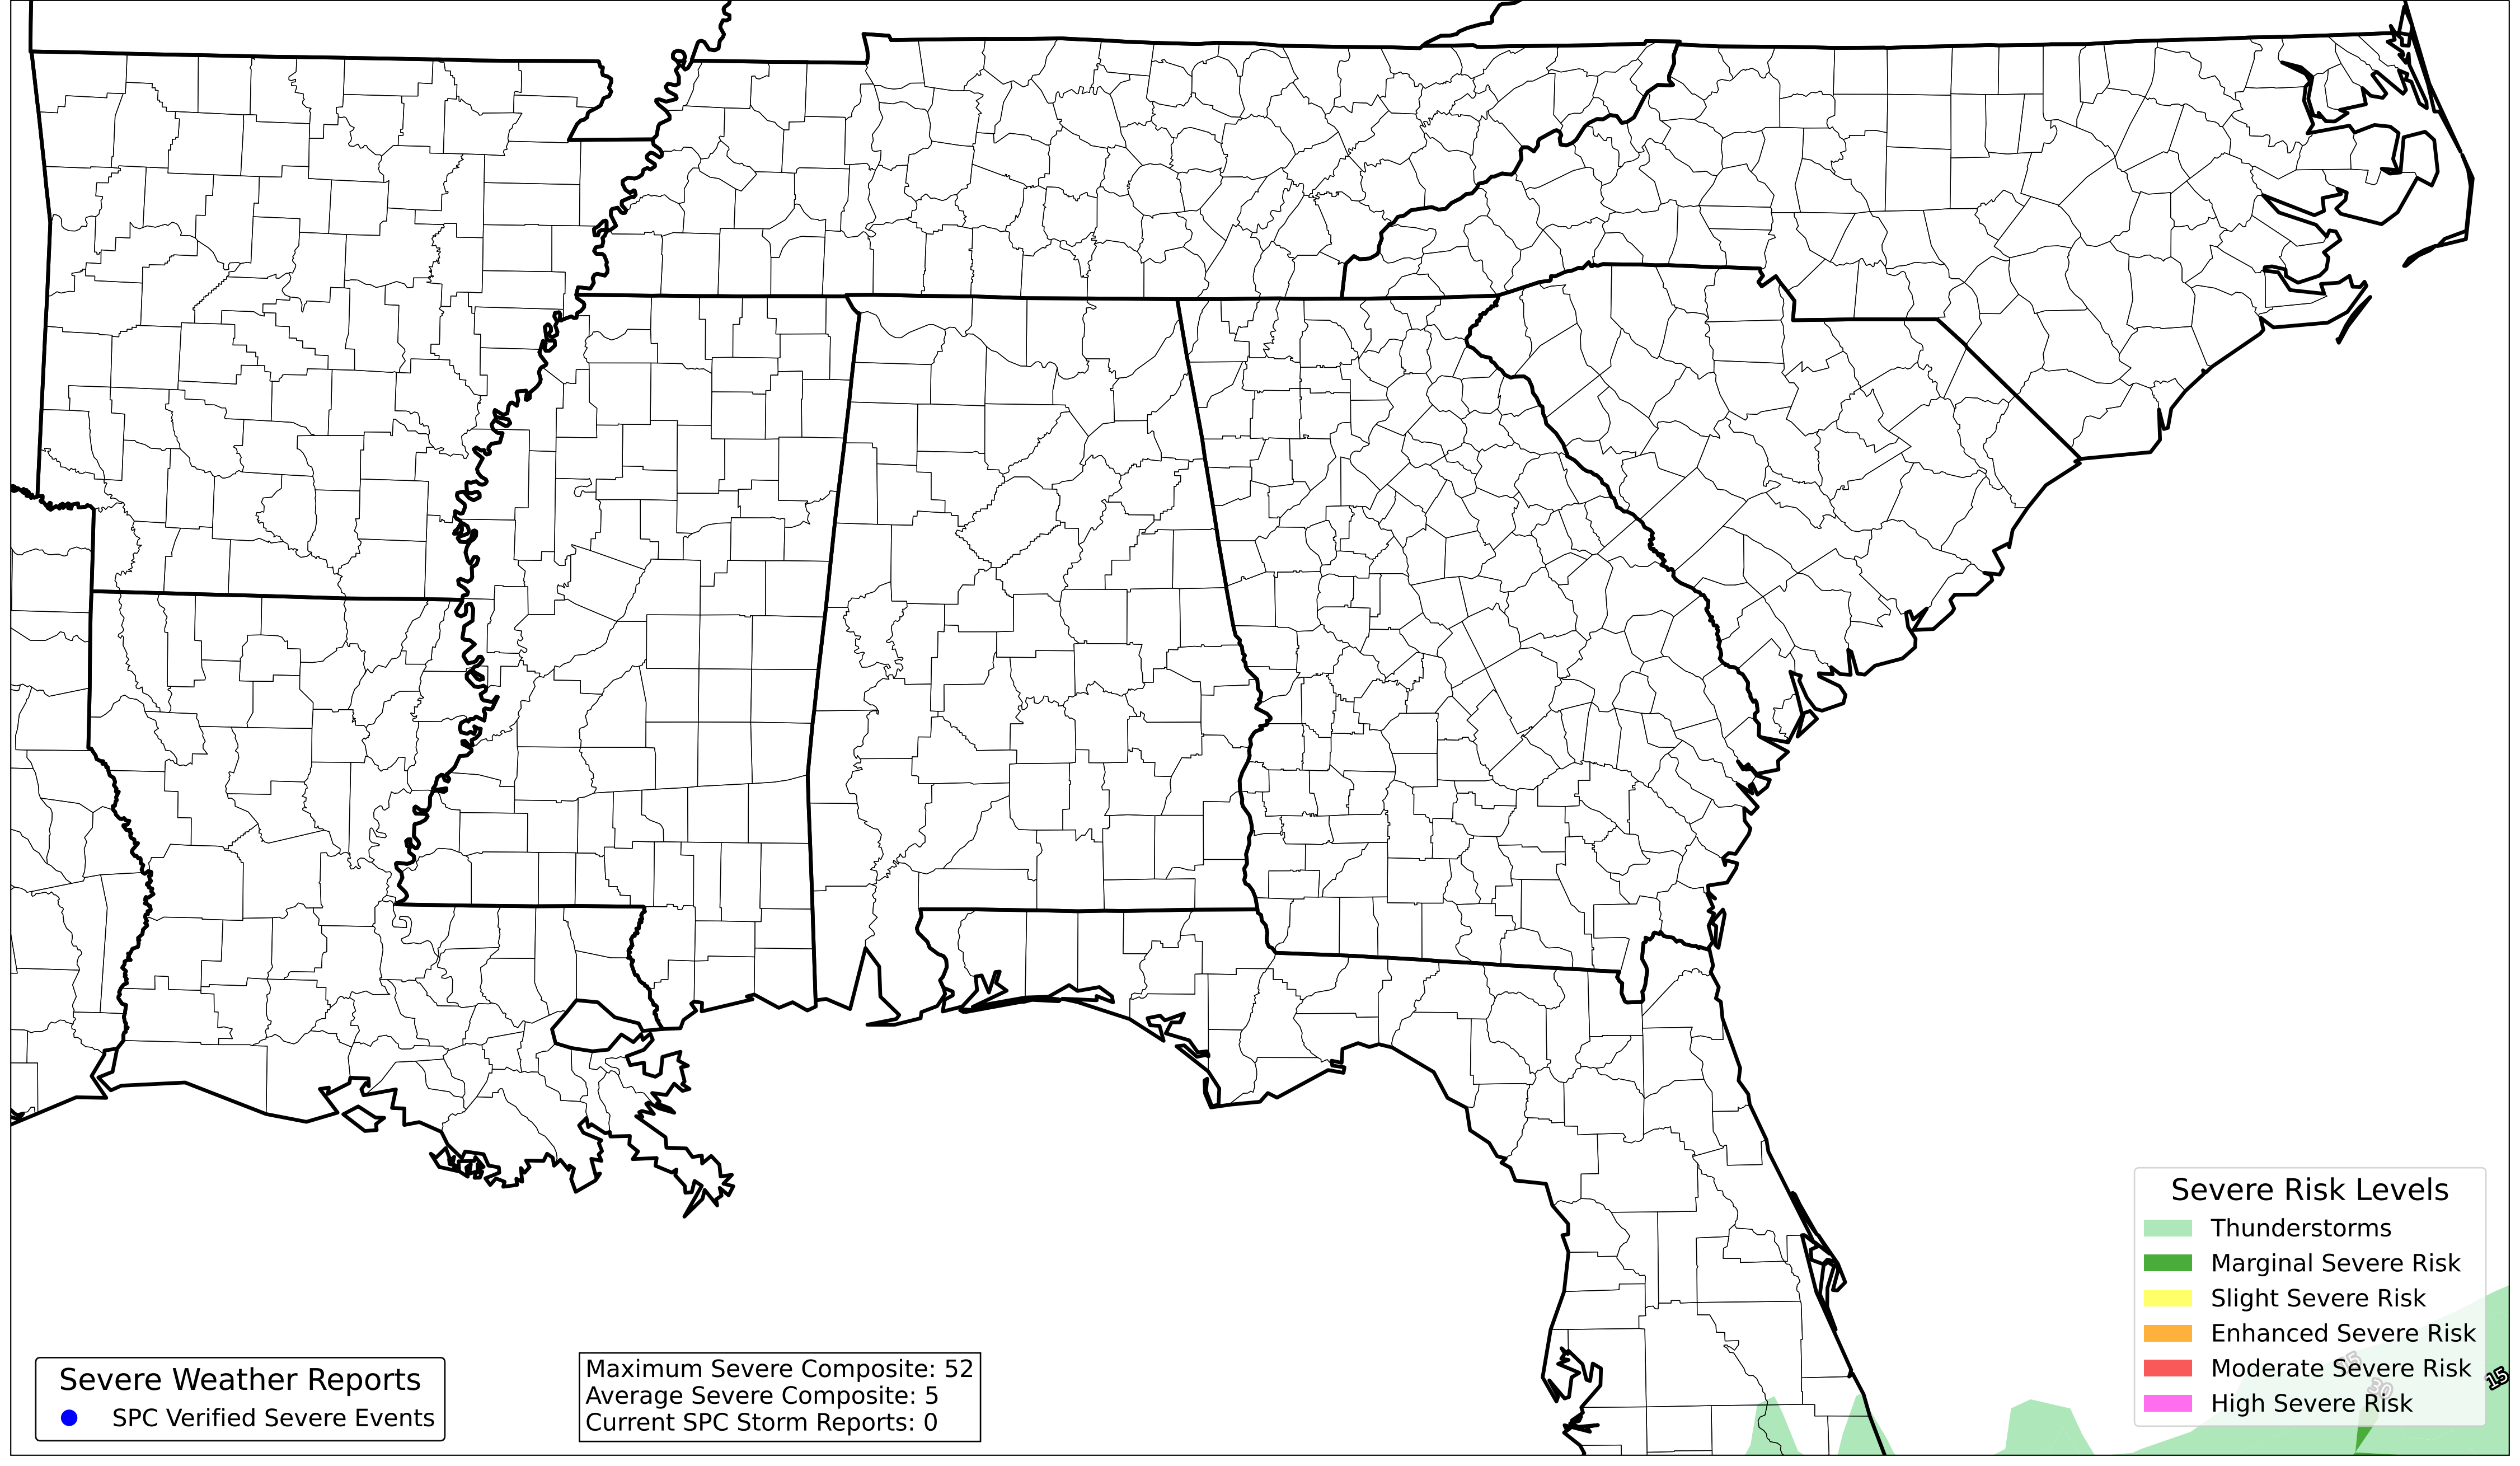 Severe Risk Levels
Thunderstorms
Marginal Severe Risk
Slight Severe Risk
Enhanced Severe Risk
Moderate Severe Risk
High Severe Risk
15
30
15
Severe Weather Reports
SPC Verified Severe Events
Maximum Severe Composite: 52
Average Severe Composite: 5
Current SPC Storm Reports: 0